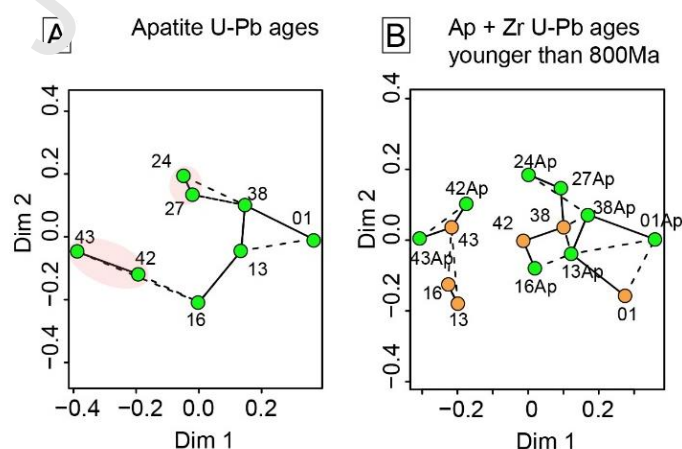 A
Apatite U-Pb ages
B
Ap + Zr U-Pb ages
younger than 800Ma
0.4
0.2
0.0
−0.2
−0.4
Dim 2
24
27
38
01
43
42
13
16
−0.4
−0.2
0.0
0.2
Dim 1
0.4
0.2
0.0
−0.2
−0.4
Dim 2
24Ap
27Ap
42Ap
38Ap
01Ap
42
38
43
43Ap
13Ap
16Ap
16
13
01
−0.2
0
0.2
Dim 1